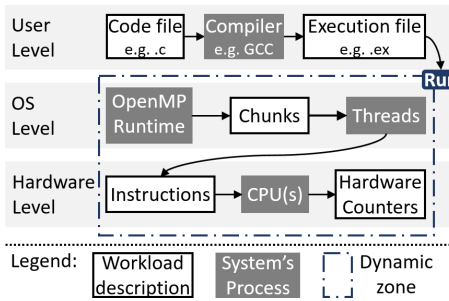 User
Level
Code file
e.g. .c
Compiler
e.g. GCC
Execution file
e.g. .ex
Run
OS
Level
OpenMP
Runtime
Chunks
Threads
Hardware
Level
Instructions
CPU(s)
Hardware
Counters
Legend:
Workload
description
System's
Process
Dynamic
zone